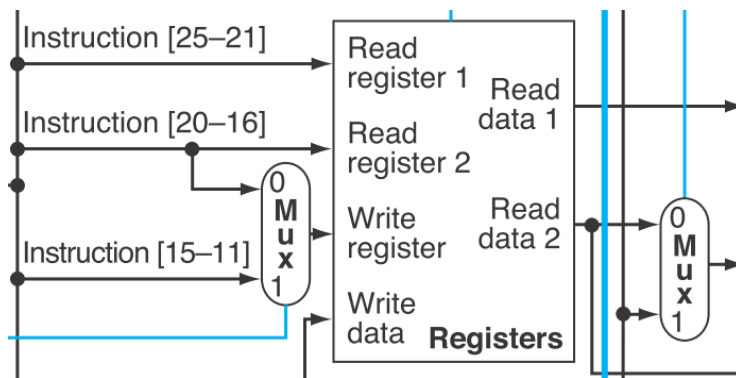 Instruction [25–21]
Read
register 1
Read
data 1
Instruction [20–16]
Read
register 2
0
M
u
x
1
Write
register
Read
data 2
Instruction [15–11]
Write
data
Registers
0
M
u
x
1